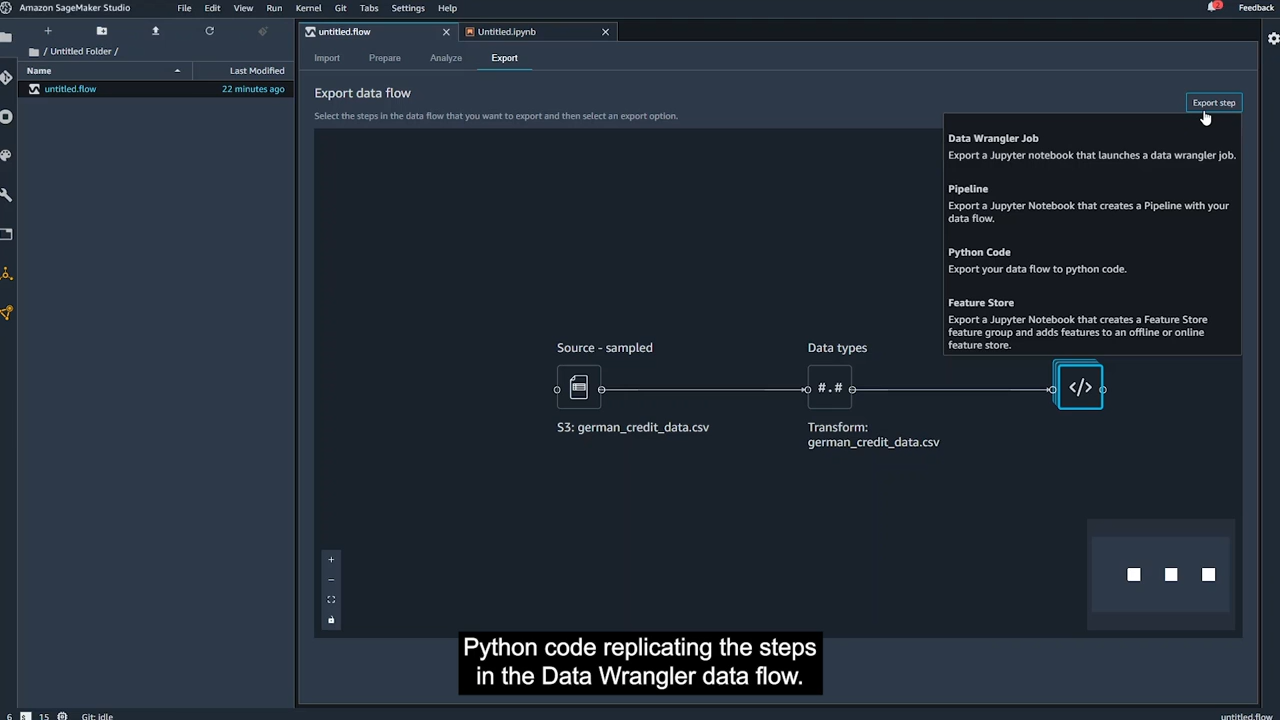 Amazon SageMaker Studio
File Edit View Run Kernel Git Tabs Settings Help
Feedback
untitled.flow
Untitled.ipynb
/ Untitled Folder /
Import Prepare Analyze Export
Name Last Modified
untitled.flow 22 minutes ago
Export data flow
Export step
Select the steps in the data flow that you want to export and then select an export option.
Data Wrangler Job
Export a Jupyter notebook that launches a data wrangler job.
Pipeline
Export a Jupyter Notebook that creates a Pipeline with your
data flow.
Python Code
Export your data flow to python code.
Feature Store
Export a Jupyter Notebook that creates a Feature Store
feature group and adds features to an offline or online
feature store.
Source - sampled
Data types
#.#
</>
S3: german_credit_data.csv
Transform:
german_credit_data.csv
Python code replicating the steps
in the Data Wrangler data flow.
6 15 Git: idle
untitled.flow